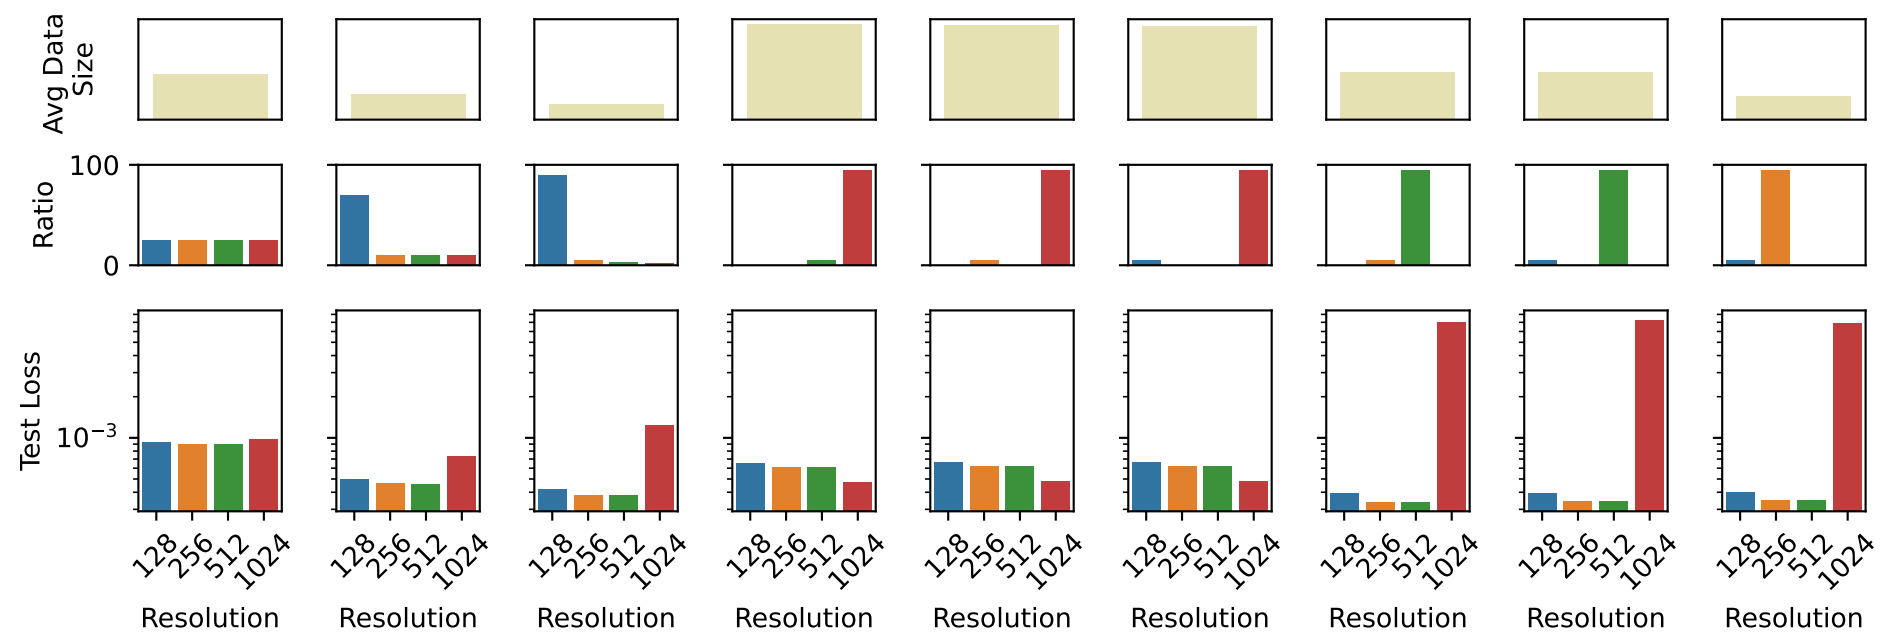 Avg Data
Size
Ratio
100
0
Test Loss
10⁻³
128 256 512 1024 128 256 512 1024 128 256 512 1024 128 256 512 1024 128 256 512 1024 128 256 512 1024 128 256 512 1024 128 256 512 1024 128 256 512 1024
Resolution Resolution Resolution Resolution Resolution Resolution Resolution Resolution Resolution